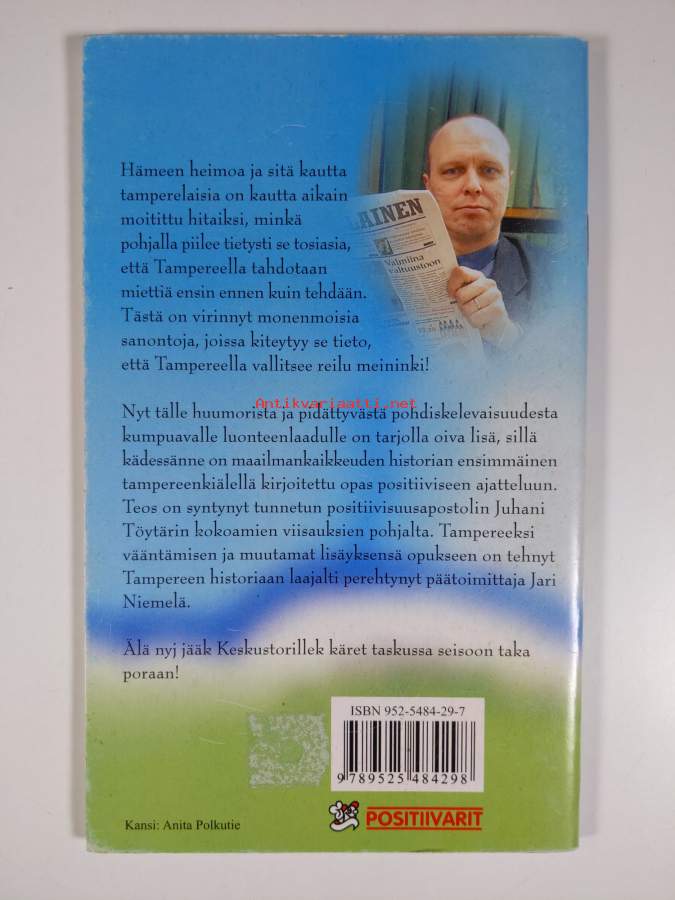 LAINEN
Valmiina
valtuustoon
Hämeen heimoa ja sitä kautta
tamperelaisia on kautta aikain
moitittu hitaiksi, minkä
pohjalla piilee tietysti se tosiasia,
että Tampereella tahdotaan
miettiä ensin ennen kuin tehdään.
Tästä on virinnyt monenmoisia
sanontoja, joissa kiteytyy se tieto,
että Tampereella vallitsee reilu meininki!
Antikvariaatti.net
Nyt tälle huumorista ja pidättyvästä pohdiskelevaisuudesta
kumpuavalle luonteenlaadulle on tarjolla oiva lisä, sillä
kädessänne on maailmankaikkeuden historian ensimmäinen
tampereenkiälellä kirjoitettu opas positiiviseen ajatteluun.
Teos on syntynyt tunnetun positiivisuusapostolin Juhani
Töytärin kokoamien viisauksien pohjalta. Tampereeksi
vääntämisen ja muutamat lisäyksensä opukseen on tehnyt
Tampereen historiaan laajalti perehtynyt päätoimittaja Jari
Niemelä.
Älä nyj jääk Keskustorillek käret taskussa seisoon taka
poraan!
ISBN 952-5484-29-7
9 789525 484298
Kansi: Anita Polkutie
POSITIIVARIT